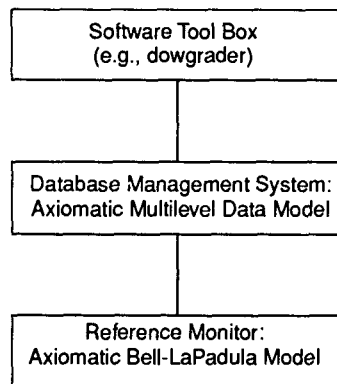 Software Tool Box
(e.g., dowgrader)
Database Management System:
Axiomatic Multilevel Data Model
Reference Monitor:
Axiomatic Bell-LaPadula Model